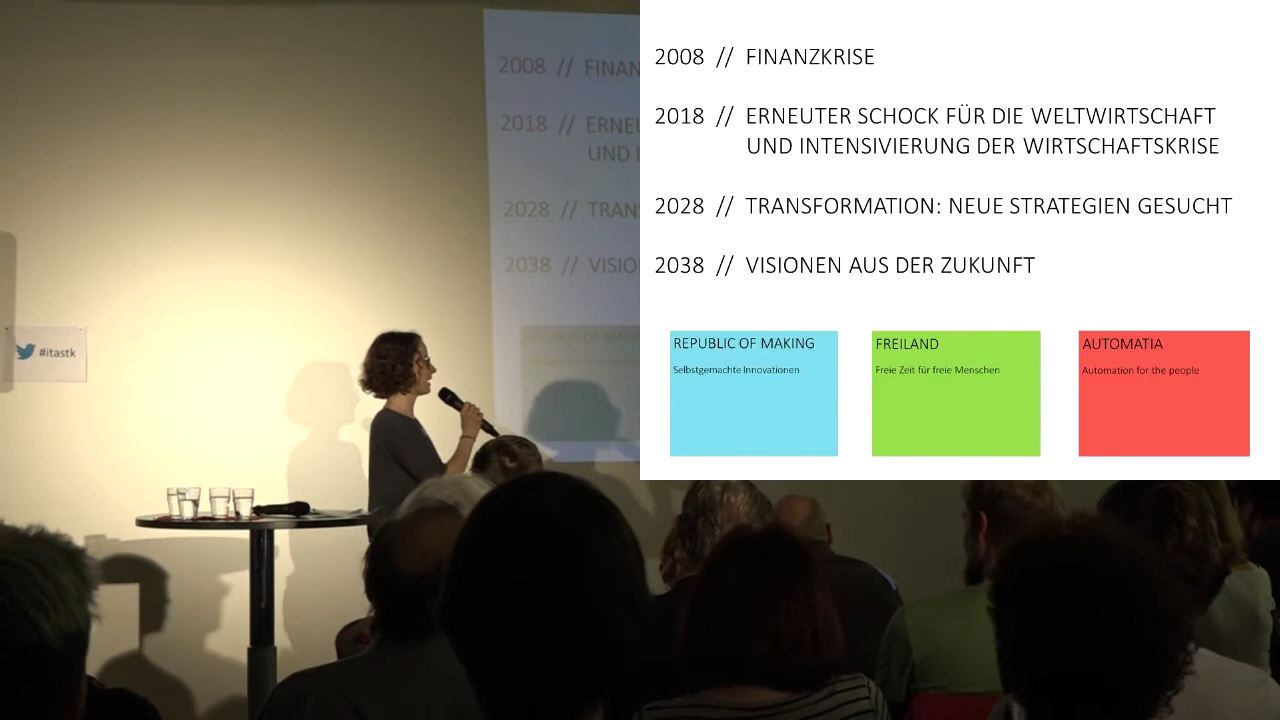 2008 // FINANZKRISE
2018 // ERNEUTER SCHOCK FÜR DIE WELTWIRTSCHAFT
UND INTENSIVIERUNG DER WIRTSCHAFTSKRISE
2028 // TRANSFORMATION: NEUE STRATEGIEN GESUCHT
2038 // VISIONEN AUS DER ZUKUNFT
REPUBLIC OF MAKING
Selbstgemachte Innovationen
FREILAND
Freie Zeit für freie Menschen
AUTOMATIA
Automation for the people
2008 // FINAN
2018 // ERNEU
UND I
2028 // TRANS
2038 // VISIO
#itastk